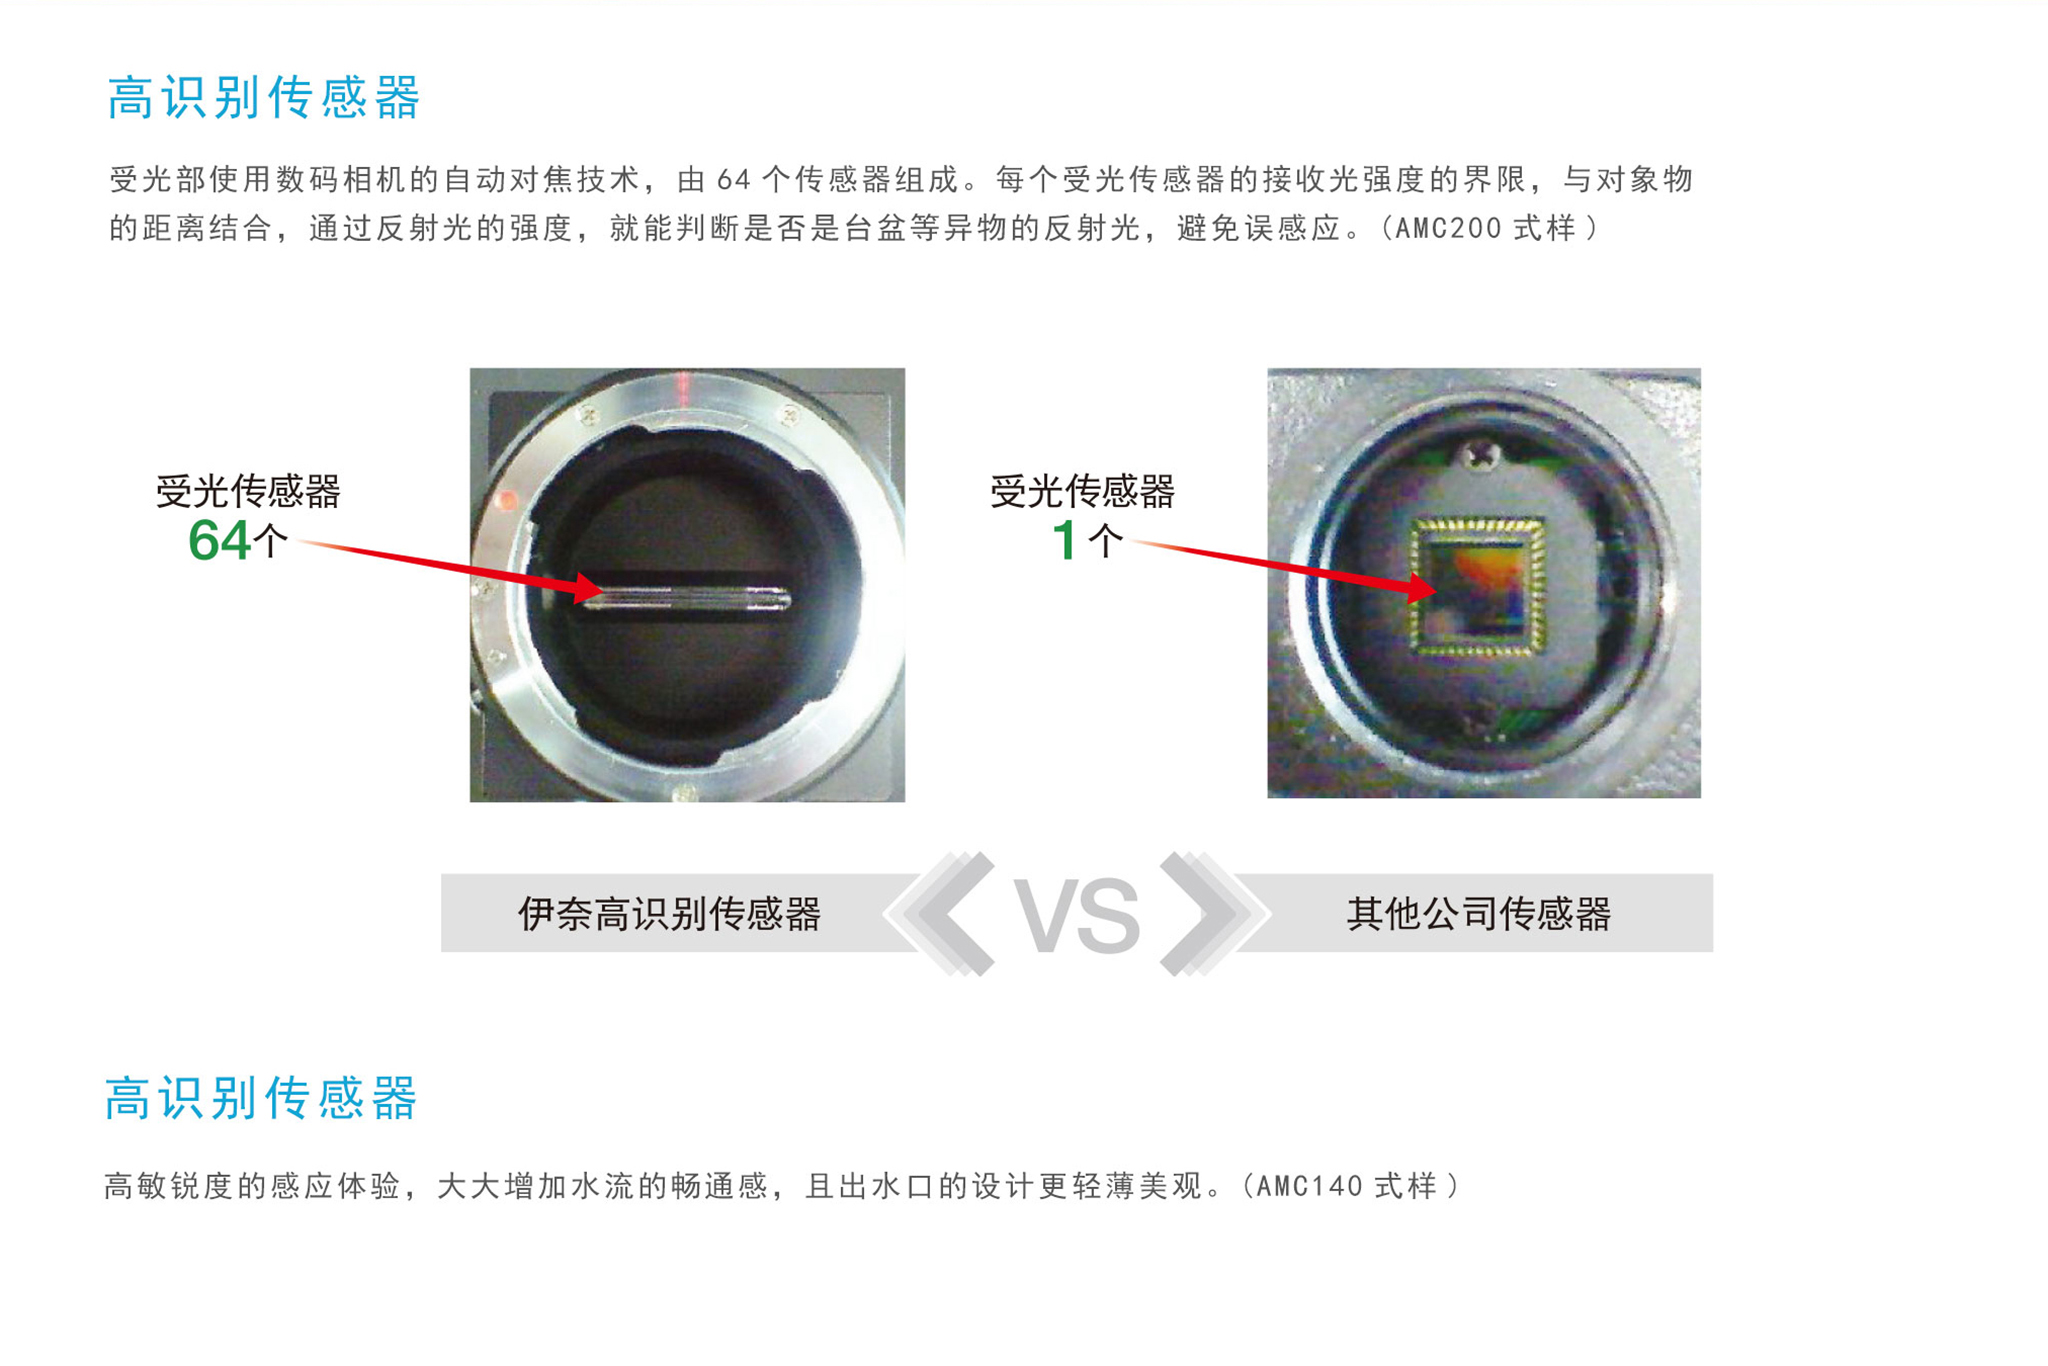 高识别传感器
受光部使用数码相机的自动对焦技术，由 64 个传感器组成。每个受光传感器的接收光强度的界限，与对象物
的距离结合，通过反射光的强度，就能判断是否是台盆等异物的反射光，避免误感应。（AMC200 式样 ）
受光传感器
64个
受光传感器
1 个
伊奈高识别传感器
VS
其他公司传感器
高识别传感器
高敏锐度的感应体验，大大增加水流的畅通感，且出水口的设计更轻薄美观。（AMC140 式样 ）